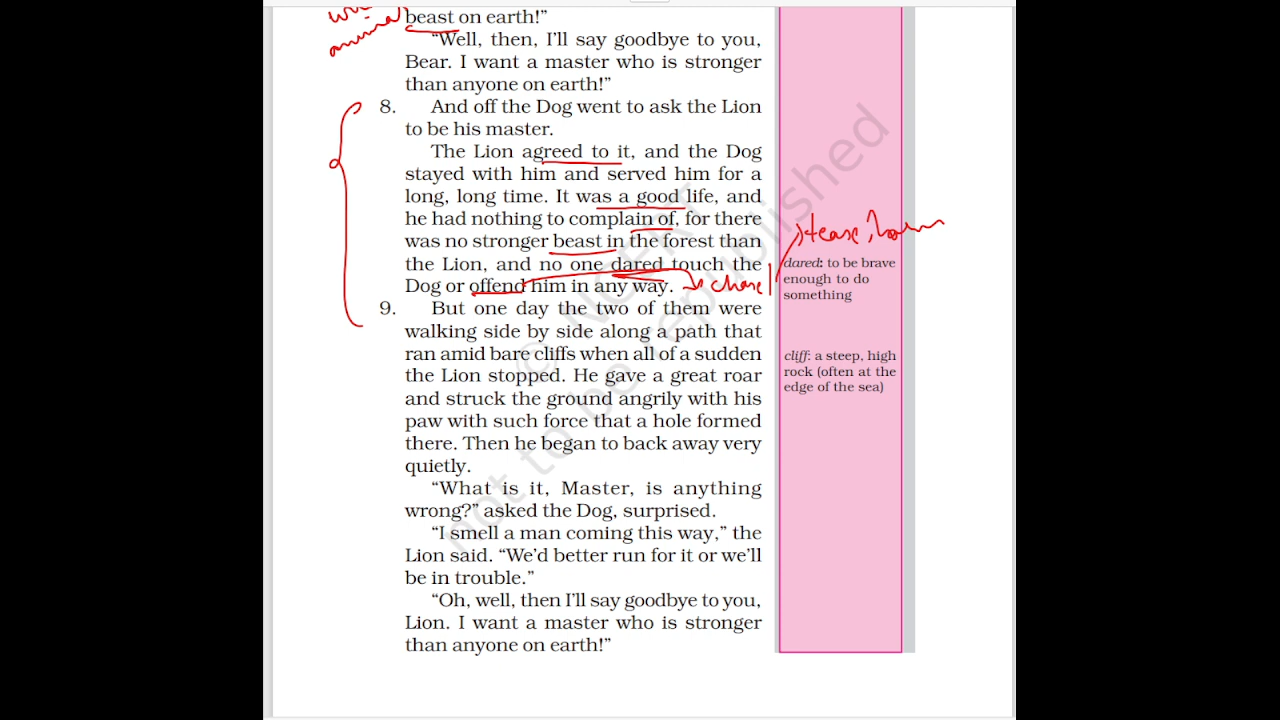 wild
animal
beast on earth!”
“Well, then, I’ll say goodbye to you,
Bear. I want a master who is stronger
than anyone on earth!”
8. And off the Dog went to ask the Lion
to be his master.
The Lion agreed to it, and the Dog
stayed with him and served him for a
long, long time. It was a good life, and
he had nothing to complain of, for there
was no stronger beast in the forest than
the Lion, and no one dared touch the
Dog or offend him in any way.
tease, harm
dared: to be brave
enough to do
something
9. But one day the two of them were
walking side by side along a path that
ran amid bare cliffs when all of a sudden
the Lion stopped. He gave a great roar
and struck the ground angrily with his
paw with such force that a hole formed
there. Then he began to back away very
quietly.
cliff: a steep, high
rock (often at the
edge of the sea)
“What is it, Master, is anything
wrong?” asked the Dog, surprised.
“I smell a man coming this way,” the
Lion said. “We’d better run for it or we’ll
be in trouble.”
“Oh, well, then I’ll say goodbye to you,
Lion. I want a master who is stronger
than anyone on earth!”
© NCERT
not to be republished